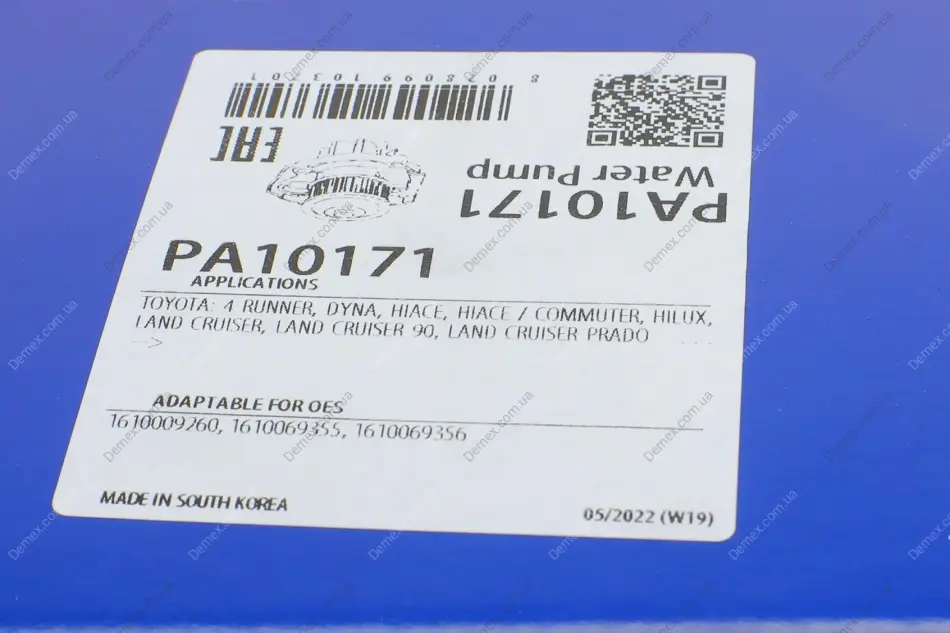 8 028099 103701
EAC
Water Pump
PA10171
PA10171
APPLICATIONS
TOYOTA: 4 RUNNER, DYNA, HIACE, HIACE / COMMUTER, HILUX,
LAND CRUISER, LAND CRUISER 90, LAND CRUISER PRADO
ADAPTABLE FOR OES
1610009260, 1610069355, 1610069356
MADE IN SOUTH KOREA
05/2022 (W19)
Demex.com.ua